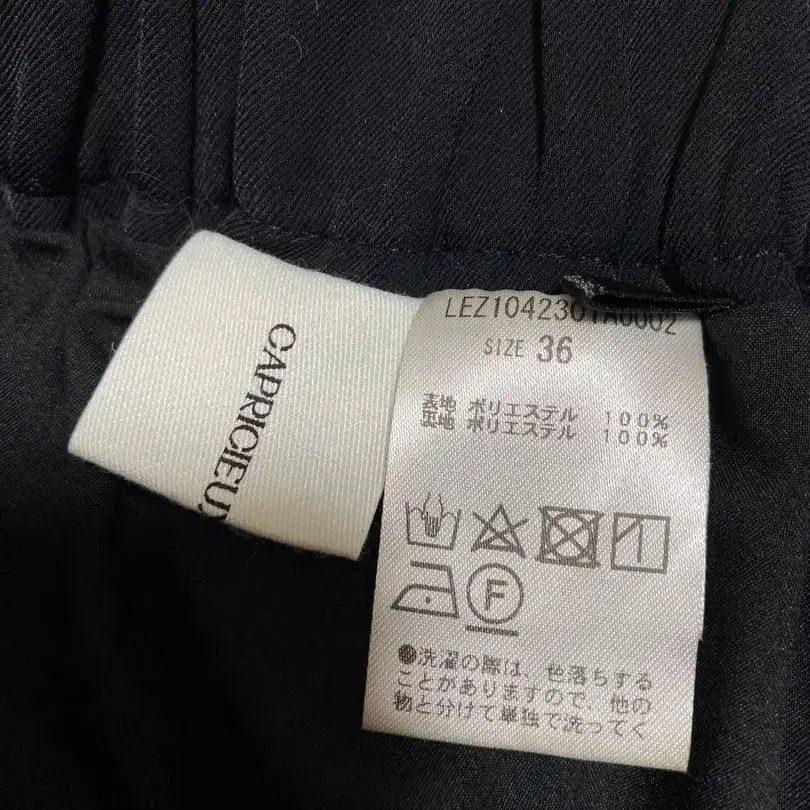 CAPRICIEUX
LEZ1042301A0002
SIZE 36
表地 ポリエステル 100%
裏地 ポリエステル 100%
F
●洗濯の際は、色落ちする
ことがありますので、他の
物と分けて単独で洗ってく